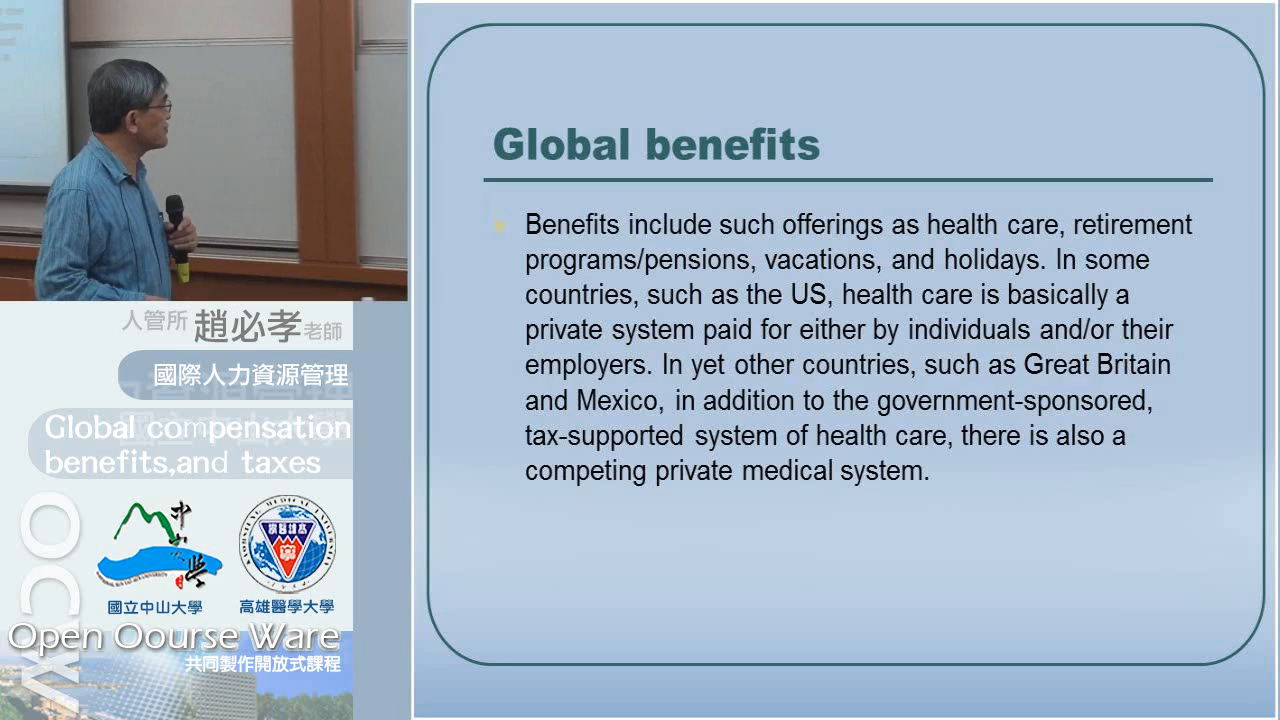 Global benefits
Benefits include such offerings as health care, retirement
programs/pensions, vacations, and holidays. In some
countries, such as the US, health care is basically a
private system paid for either by individuals and/or their
employers. In yet other countries, such as Great Britain
and Mexico, in addition to the government-sponsored,
tax-supported system of health care, there is also a
competing private medical system.
人管所 趙必孝老師
國際人力資源管理
Global compensation
benefits,and taxes
國立中山大學
高雄醫學大學
OCW
Open Oourse Ware
共同製作開放式課程